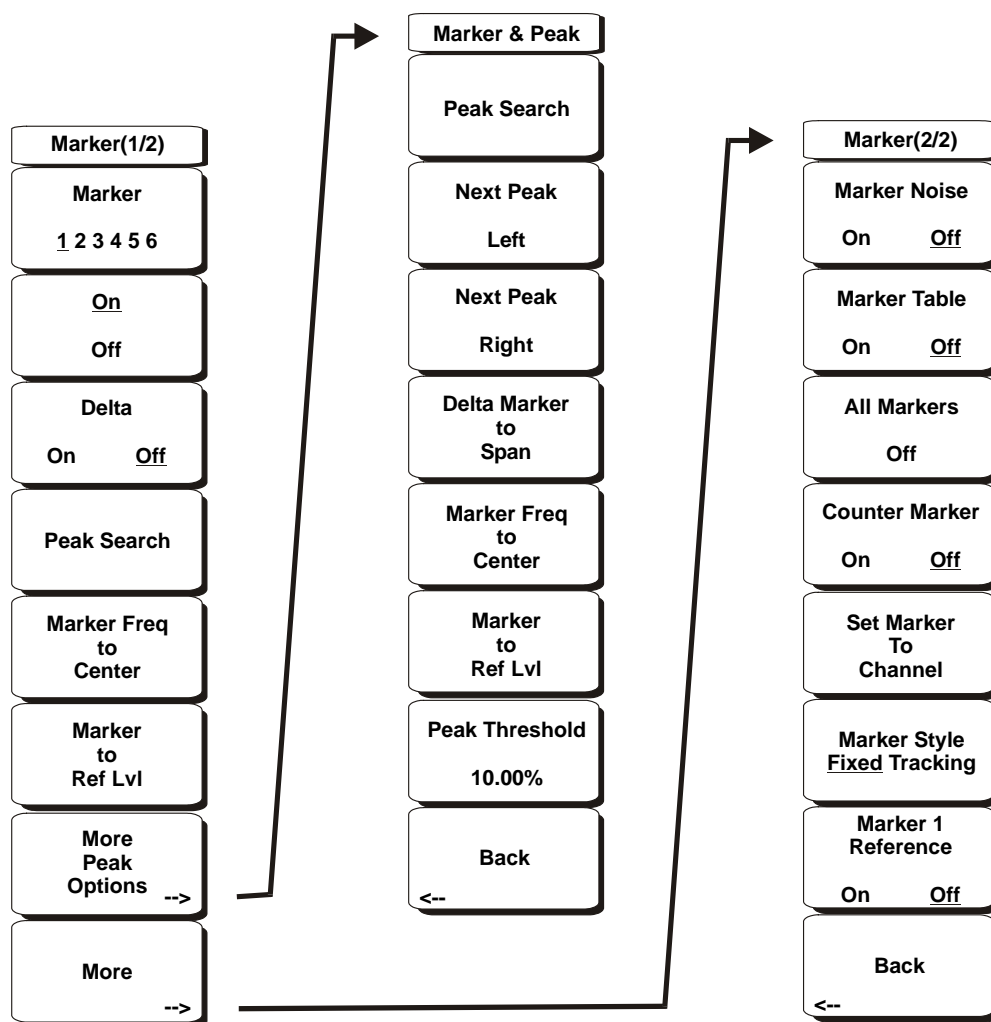 Marker(1/2)
Marker
1 2 3 4 5 6
On
Off
Delta
On Off
Peak Search
Marker Freq
to
Center
Marker
to
Ref Lvl
More
Peak
Options
-->
More
-->
Marker & Peak
Peak Search
Next Peak
Left
Next Peak
Right
Delta Marker
to
Span
Marker Freq
to
Center
Marker
to
Ref Lvl
Peak Threshold
10.00%
Back
<--
Marker(2/2)
Marker Noise
On Off
Marker Table
On Off
All Markers
Off
Counter Marker
On Off
Set Marker
To
Channel
Marker Style
Fixed Tracking
Marker 1
Reference
On Off
Back
<--